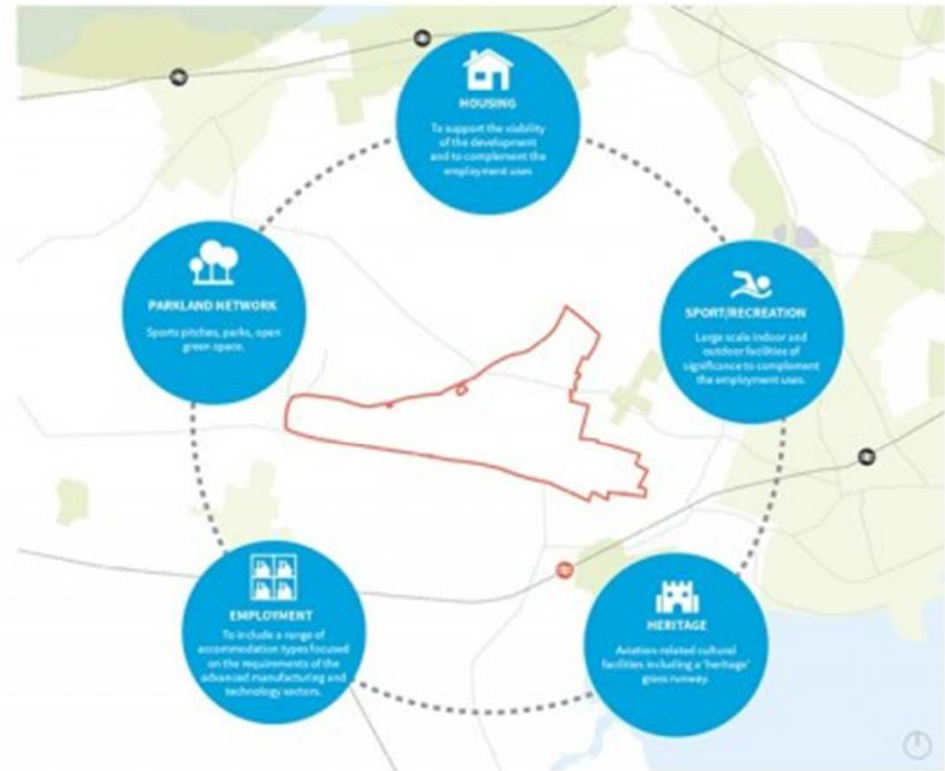 HOUSING
To support the viability
of the development
and to complement the
employment uses
PARKLAND NETWORK
Sports pitches, parks, open
green space.
SPORT/RECREATION
Large scale indoor and
outdoor facilities of
significance to complement
the employment uses.
EMPLOYMENT
To include a range of
accommodation types focused
on the requirements of the
advanced manufacturing and
technology sectors.
HERITAGE
Aviation-related cultural
facilities including a 'heritage'
grass runway.